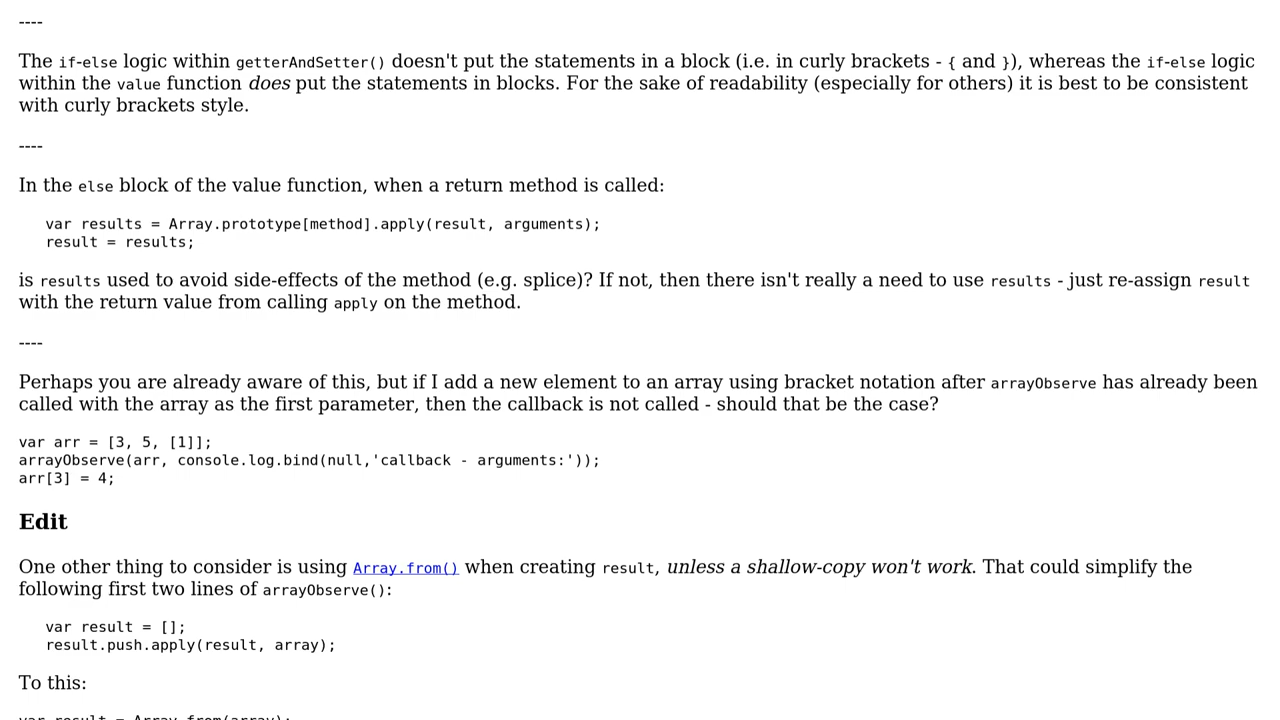 ----
The if-else logic within getterAndSetter() doesn't put the statements in a block (i.e. in curly brackets - { and }), whereas the if-else logic
within the value function does put the statements in blocks. For the sake of readability (especially for others) it is best to be consistent
with curly brackets style.
----
In the else block of the value function, when a return method is called:
var results = Array.prototype[method].apply(result, arguments);
result = results;
is results used to avoid side-effects of the method (e.g. splice)? If not, then there isn't really a need to use results - just re-assign result
with the return value from calling apply on the method.
----
Perhaps you are already aware of this, but if I add a new element to an array using bracket notation after arrayObserve has already been
called with the array as the first parameter, then the callback is not called - should that be the case?
var arr = [3, 5, [1]];
arrayObserve(arr, console.log.bind(null,'callback - arguments:'));
arr[3] = 4;
Edit
One other thing to consider is using Array.from() when creating result, unless a shallow-copy won't work. That could simplify the
following first two lines of arrayObserve():
var result = [];
result.push.apply(result, array);
To this:
var result = Array.from(array);